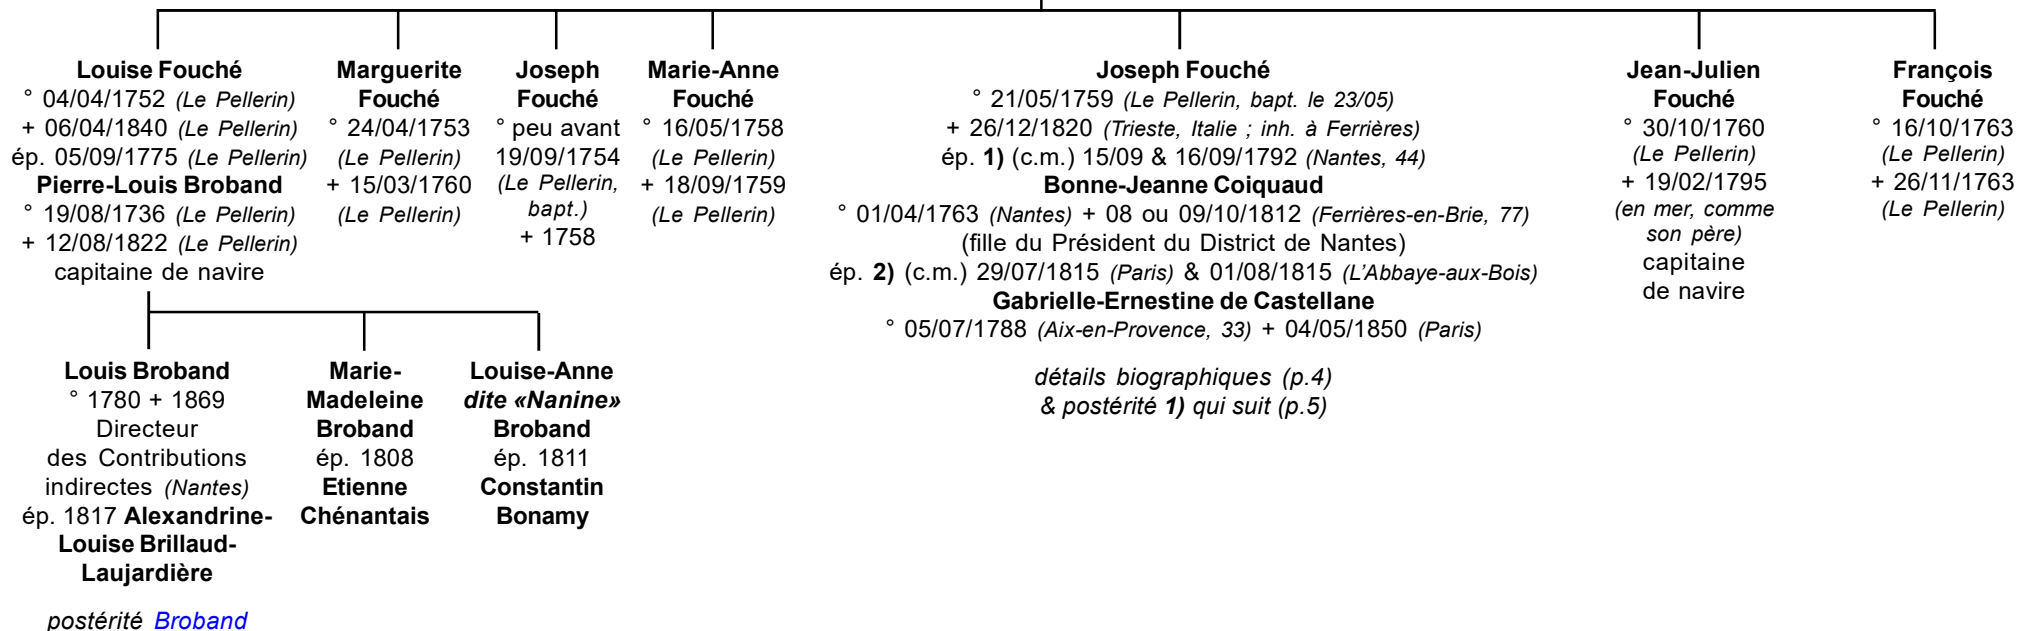 Louise Fouché
° 04/04/1752 (Le Pellerin)
+ 06/04/1840 (Le Pellerin)
ép. 05/09/1775 (Le Pellerin)
Pierre-Louis Broband
° 19/08/1736 (Le Pellerin)
+ 12/08/1822 (Le Pellerin)
capitaine de navire
Marguerite
Fouché
° 24/04/1753
(Le Pellerin)
+ 15/03/1760
(Le Pellerin)
Joseph
Fouché
° peu avant
19/09/1754
(Le Pellerin,
bapt.)
+ 1758
Marie-Anne
Fouché
° 16/05/1758
(Le Pellerin)
+ 18/09/1759
(Le Pellerin)
Joseph Fouché
° 21/05/1759 (Le Pellerin, bapt. le 23/05)
+ 26/12/1820 (Trieste, Italie ; inh. à Ferrières)
ép. 1) (c.m.) 15/09 & 16/09/1792 (Nantes, 44)
Bonne-Jeanne Coiquaud
° 01/04/1763 (Nantes) + 08 ou 09/10/1812 (Ferrières-en-Brie, 77)
(fille du Président du District de Nantes)
ép. 2) (c.m.) 29/07/1815 (Paris) & 01/08/1815 (L'Abbaye-aux-Bois)
Gabrielle-Ernestine de Castellane
° 05/07/1788 (Aix-en-Provence, 33) + 04/05/1850 (Paris)
détails biographiques (p.4)
& postérité 1) qui suit (p.5)
Jean-Julien
Fouché
° 30/10/1760
(Le Pellerin)
+ 19/02/1795
(en mer, comme
son père)
capitaine
de navire
François
Fouché
° 16/10/1763
(Le Pellerin)
+ 26/11/1763
(Le Pellerin)
Louis Broband
° 1780 + 1869
Directeur
des Contributions
indirectes (Nantes)
ép. 1817 Alexandrine-
Louise Brillaud-
Laujardière
postérité Broband
Marie-
Madeleine
Broband
ép. 1808
Etienne
Chénantais
Louise-Anne
dite «Nanine»
Broband
ép. 1811
Constantin
Bonamy